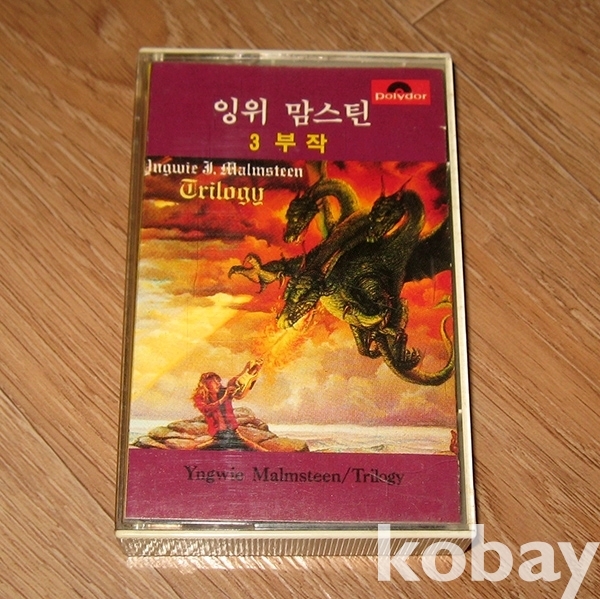 잉위 맘스틴
polydor
3 부 작
Yngwie J. Malmsteen
Trilogy
Yngwie Malmsteen/Trilogy
kobay